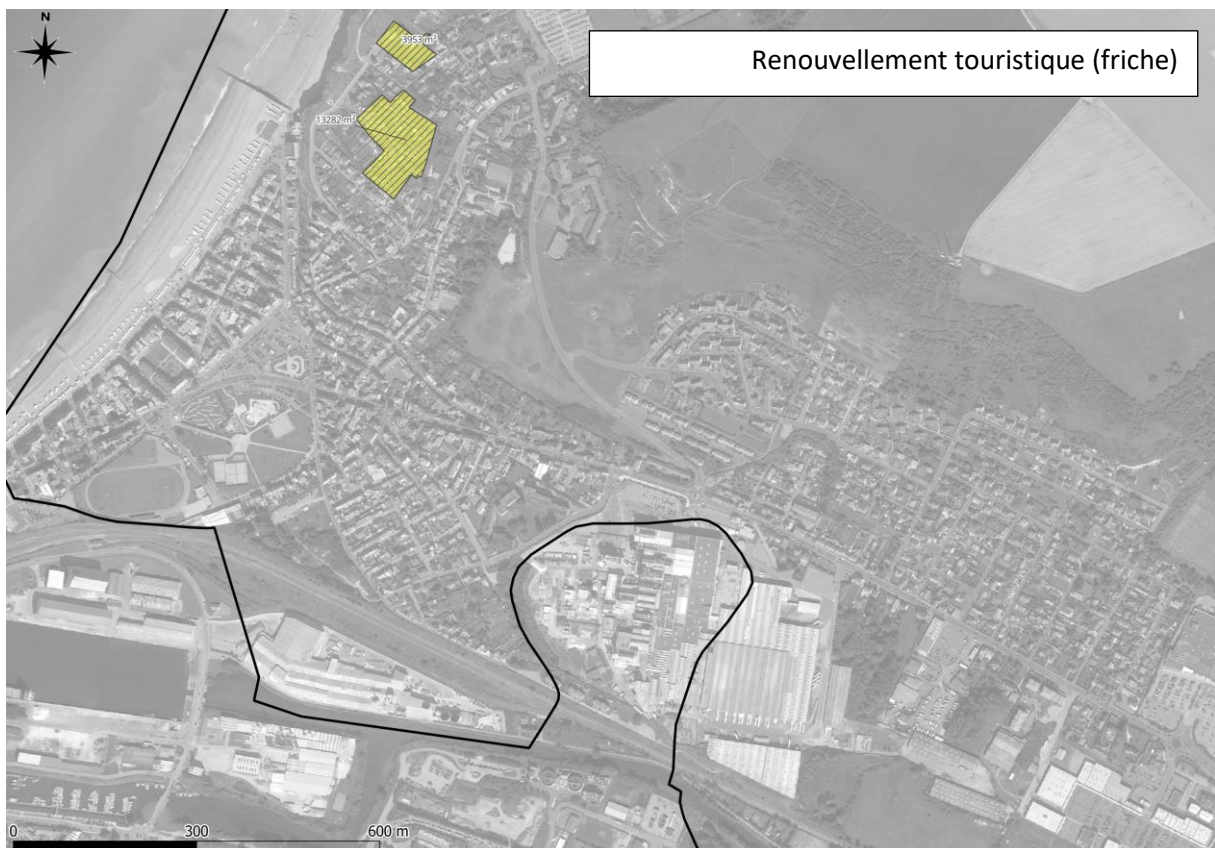 N
3953 m²
Renouvellement touristique (friche)
13282 m²
0 300 600 m